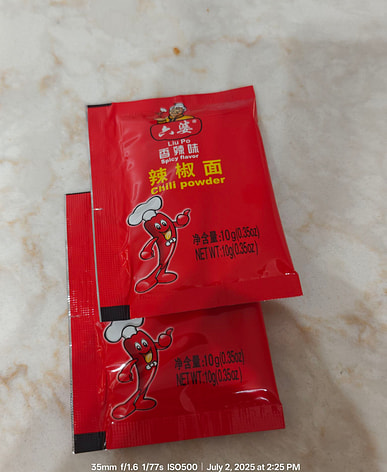 六婆®
Liu Po
香辣味
Spicy flavor
辣椒面
Chili powder
净含量:10g(0.35oz)
NET WT:10g(0.35oz)
净含量:10g(0.35oz)
NET WT:10g(0.35oz)
35mm f/1.6 1/77s ISO500 | July 2, 2025 at 2:25 PM